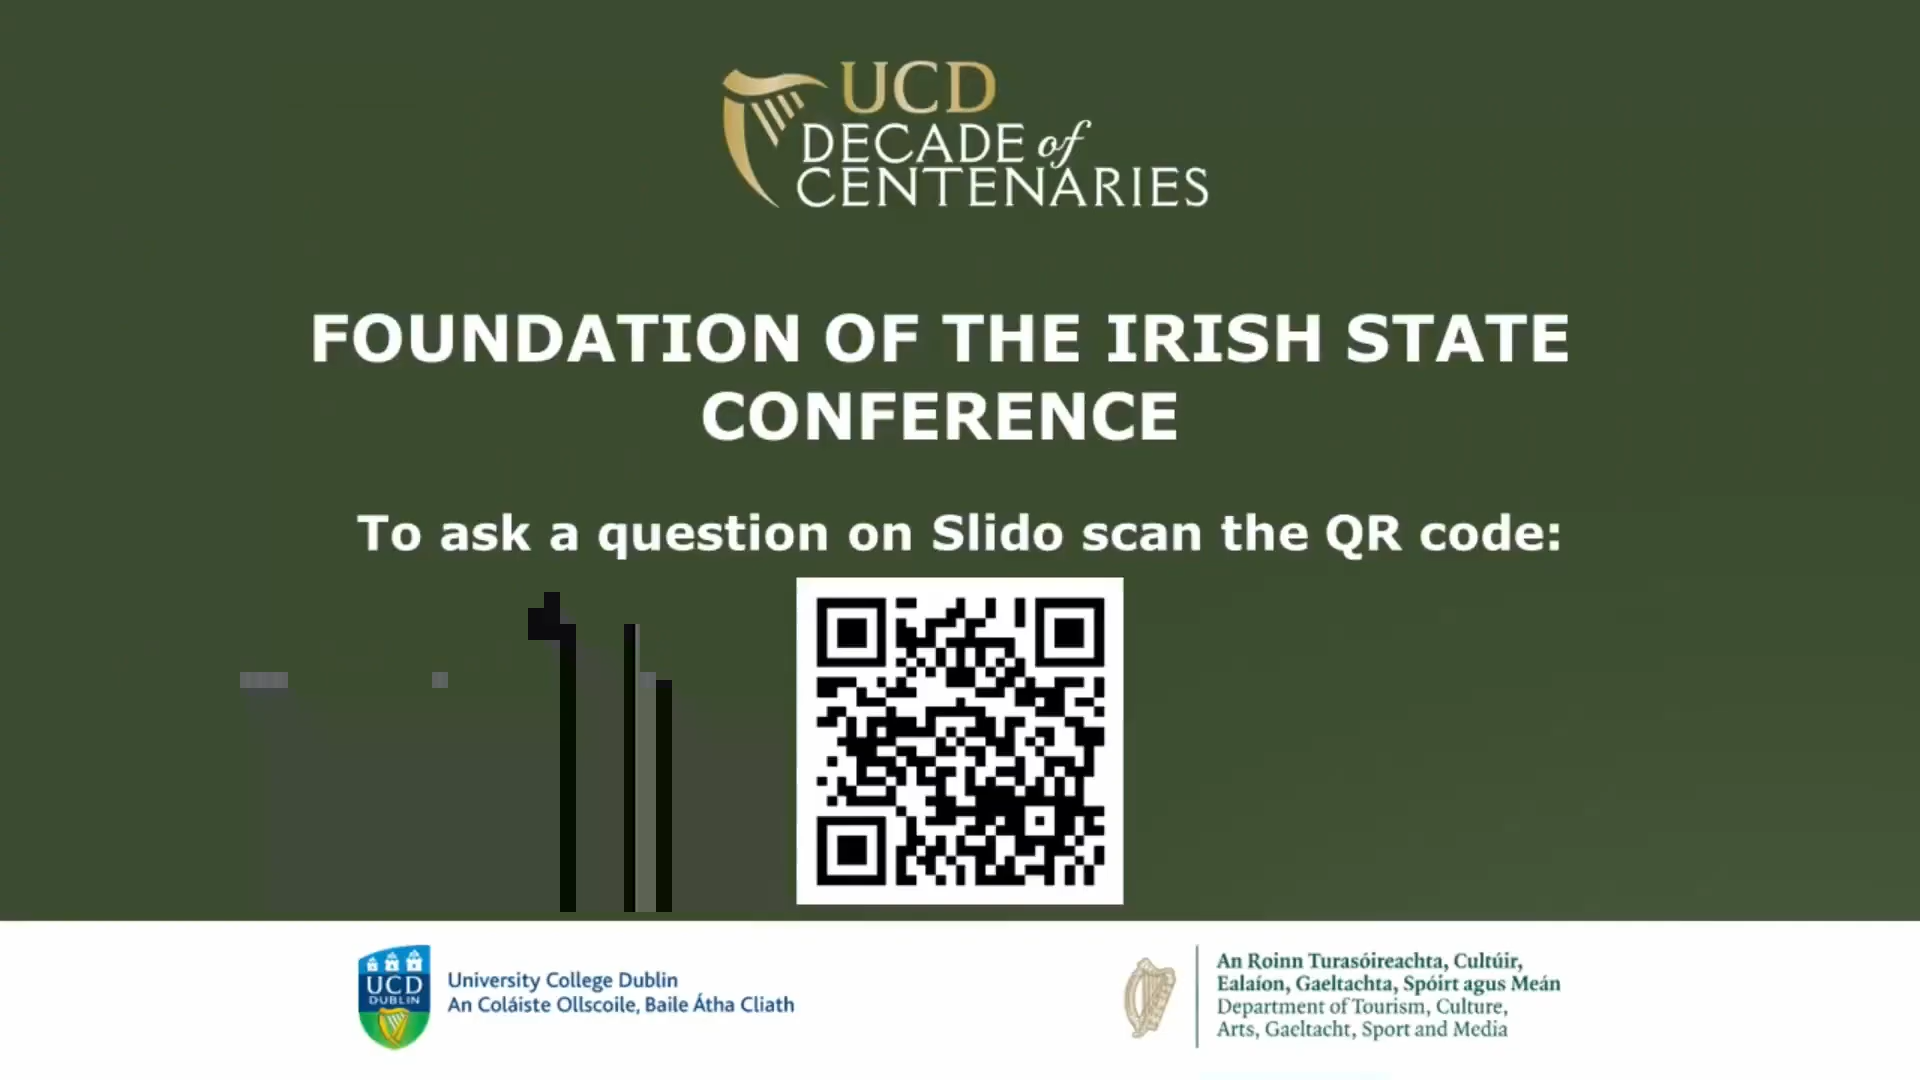 UCD
DECADE of
CENTENARIES
FOUNDATION OF THE IRISH STATE
CONFERENCE
To ask a question on Slido scan the QR code:
UCD
DUBLIN
University College Dublin
An Coláiste Ollscoile, Baile Átha Cliath
An Roinn Turasóireachta, Cultúir,
Ealaíon, Gaeltachta, Spóirt agus Meán
Department of Tourism, Culture,
Arts, Gaeltacht, Sport and Media